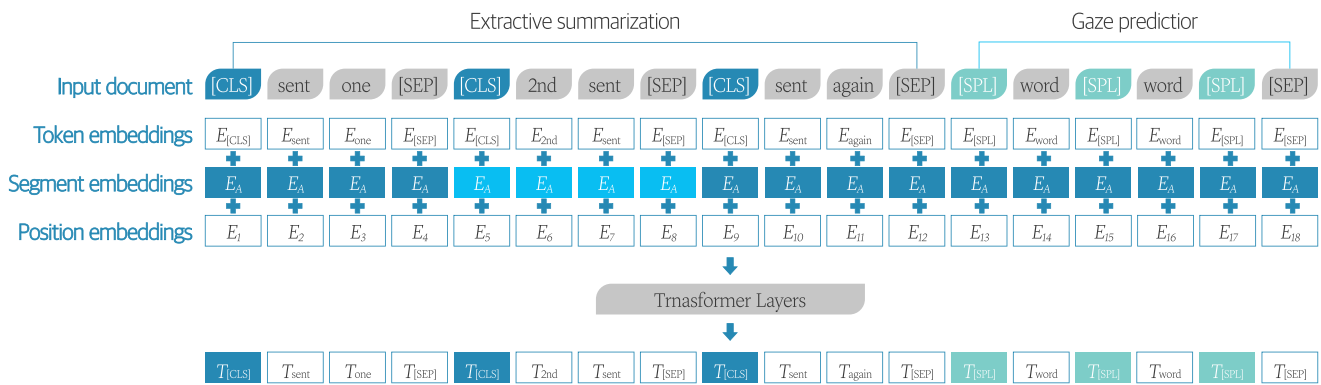 Extractive summarization Gaze predictior
Input document [CLS] sent one [SEP] [CLS] 2nd sent [SEP] [CLS] sent again [SEP] [SPL] word [SPL] word [SPL] [SEP]
Token embeddings E[CLS] Esent Eone E[SEP] E[CLS] E2nd Esent E[SEP] E[CLS] Esent Eagain E[SEP] E[SPL] Eword E[SPL] Eword E[SPL] E[SEP]
Segment embeddings EA EA EA EA EA EA EA EA EA EA EA EA EA EA EA EA EA EA
Position embeddings E1 E2 E3 E4 E5 E6 E7 E8 E9 E10 E11 E12 E13 E14 E15 E16 E17 E18
Trnasformer Layers
T[CLS] Tsent Tone T[SEP] T[CLS] T2nd Tsent T[SEP] T[CLS] Tsent Tagain T[SEP] T[SPL] Tword T[SPL] Tword T[SPL] T[SEP]